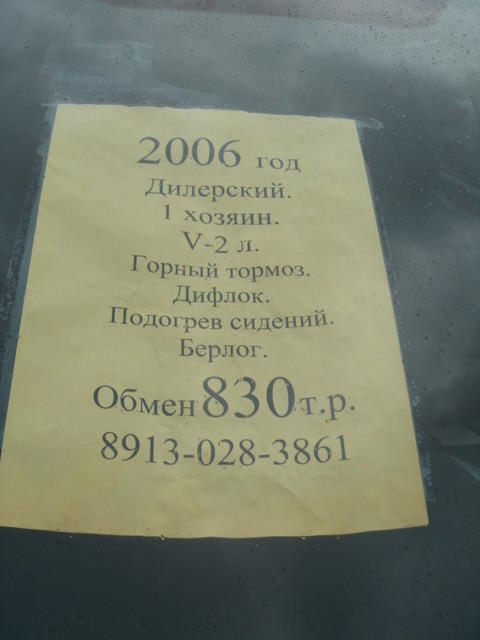 2006 год
Дилерский.
1 хозяин.
V-2 л.
Горный тормоз.
Дифлок.
Подогрев сидений.
Берлог.
Обмен 830 т.р.
8913-028-3861